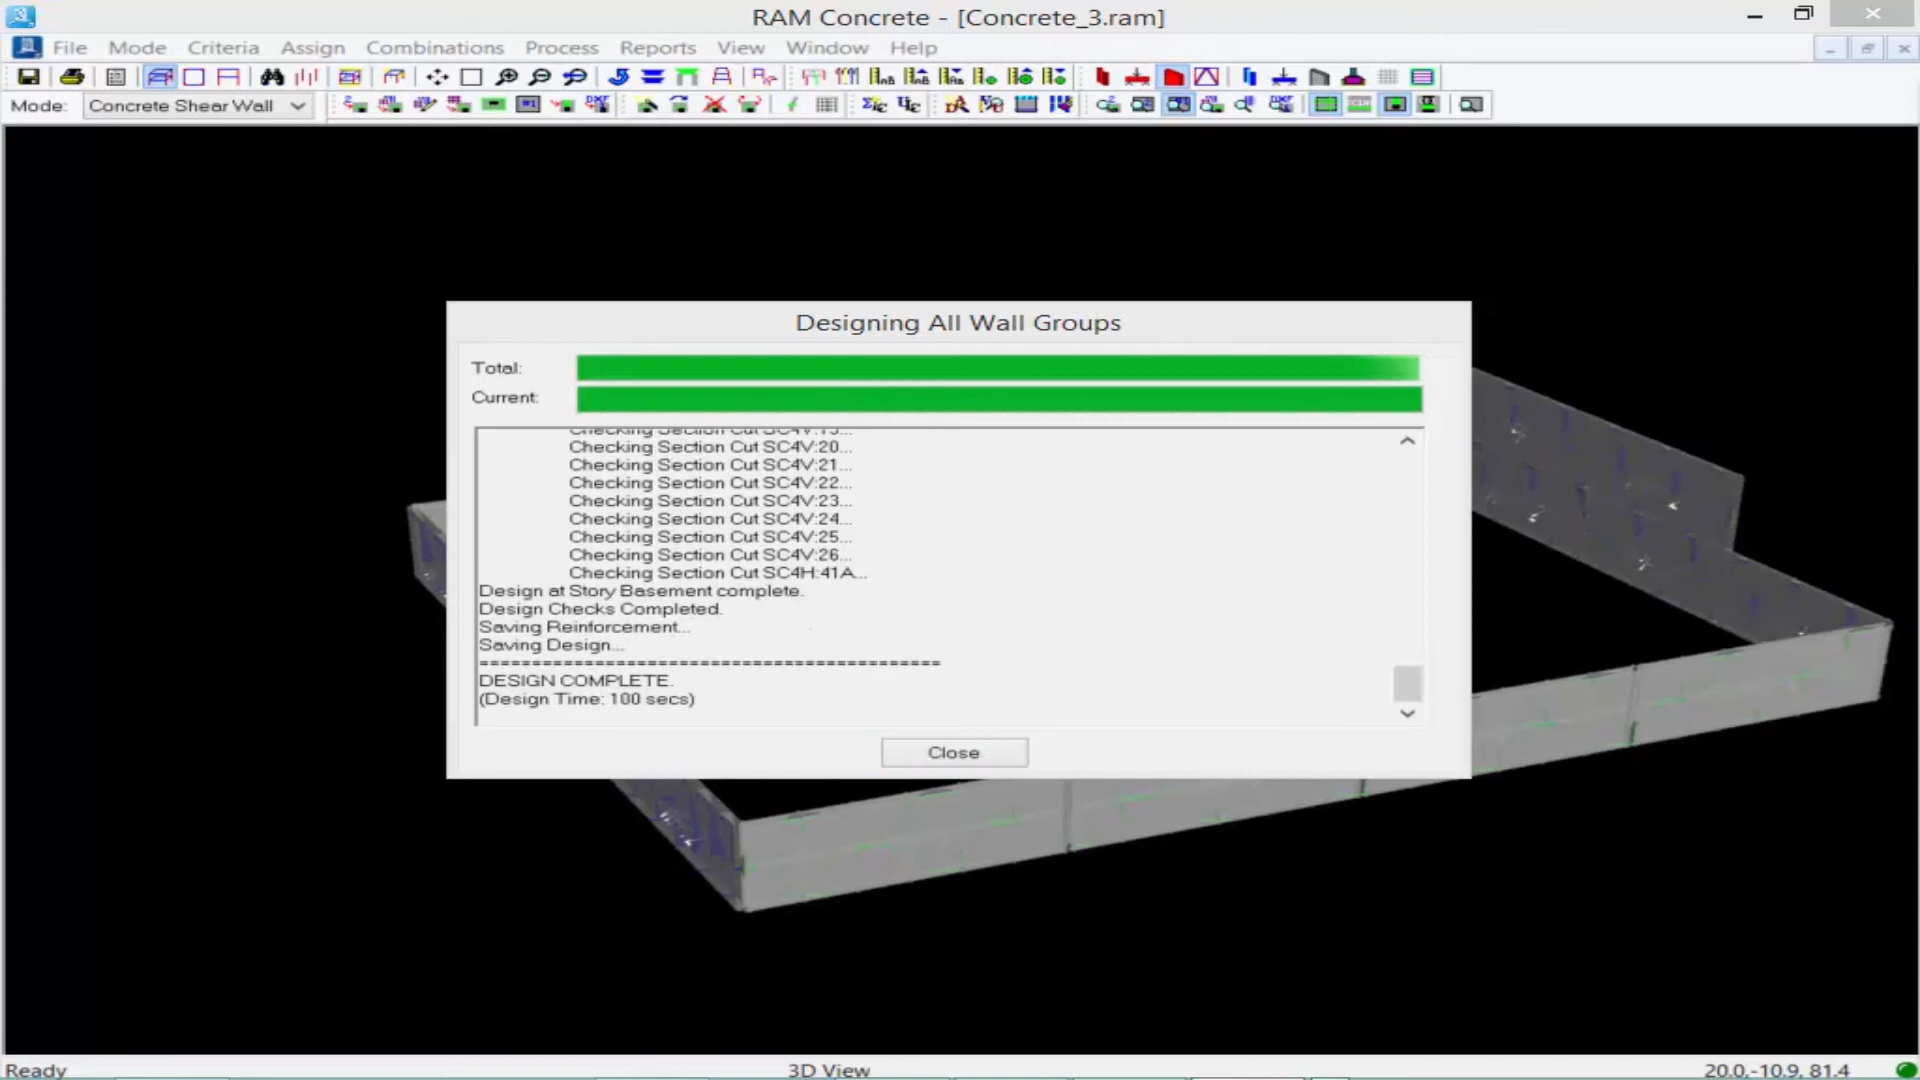 RAM Concrete - [Concrete_3.ram]
File Mode Criteria Assign Combinations Process Reports View Window Help
Mode: Concrete Shear Wall
Designing All Wall Groups
Total:
Current:
Checking Section Cut SC4V:20...
Checking Section Cut SC4V:21...
Checking Section Cut SC4V:22...
Checking Section Cut SC4V:23...
Checking Section Cut SC4V:24...
Checking Section Cut SC4V:25...
Checking Section Cut SC4V:26...
Checking Section Cut SC4H:41A...
Design at Story Basement complete.
Design Checks Completed.
Saving Reinforcement...
Saving Design...
============================================
DESIGN COMPLETE.
(Design Time: 100 secs)
Close
Ready 3D View 20.0,-10.9, 81.4